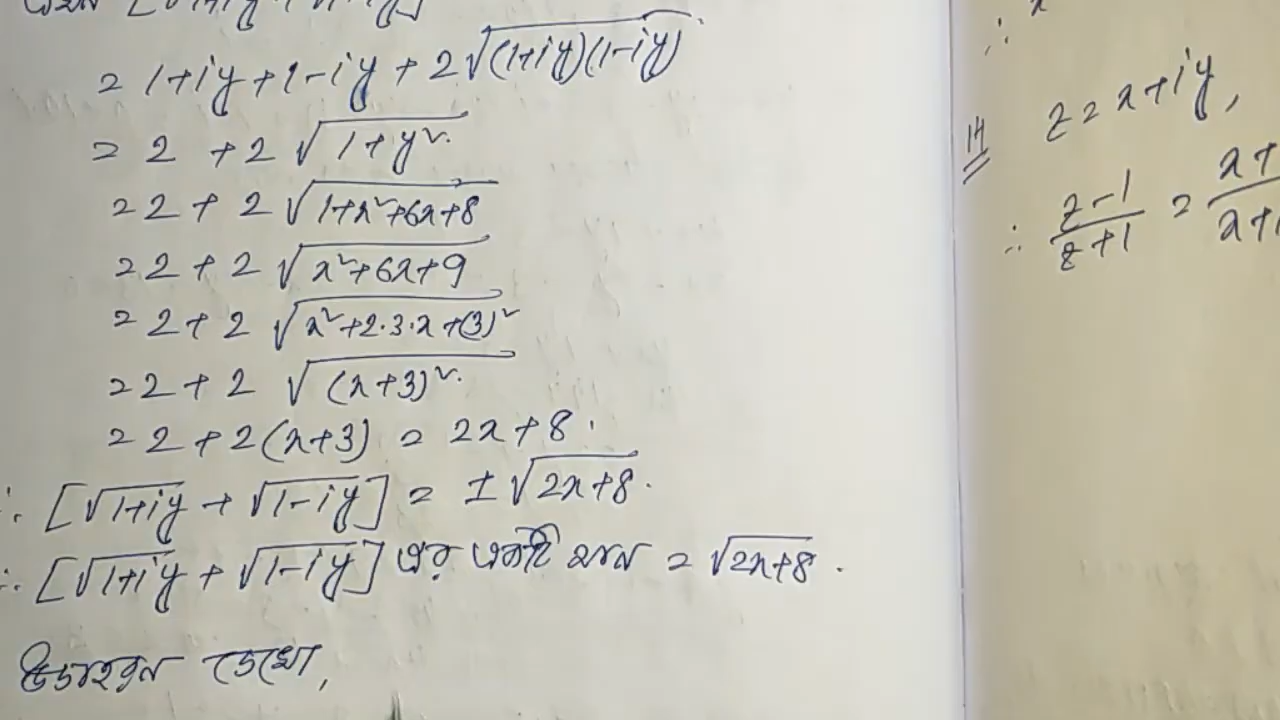 = 1+iy+1-iy+2√(1+iy)(1-iy)
= 2 + 2 √1+y²
= 2 + 2 √1+x²+6x+8
= 2 + 2 √x²+6x+9
= 2 + 2 √x²+2·3·x+(3)²
= 2 + 2 √(x+3)²
= 2 + 2(x+3) = 2x+8.
∴ [√1+iy + √1-iy] = ±√2x+8.
∴ [√1+iy + √1-iy] এর একটি মান = √2x+8.
উদাহরন দেখো,
∴ x
14
z = x+iy,
∴ z-1/z+1 = x+/x+